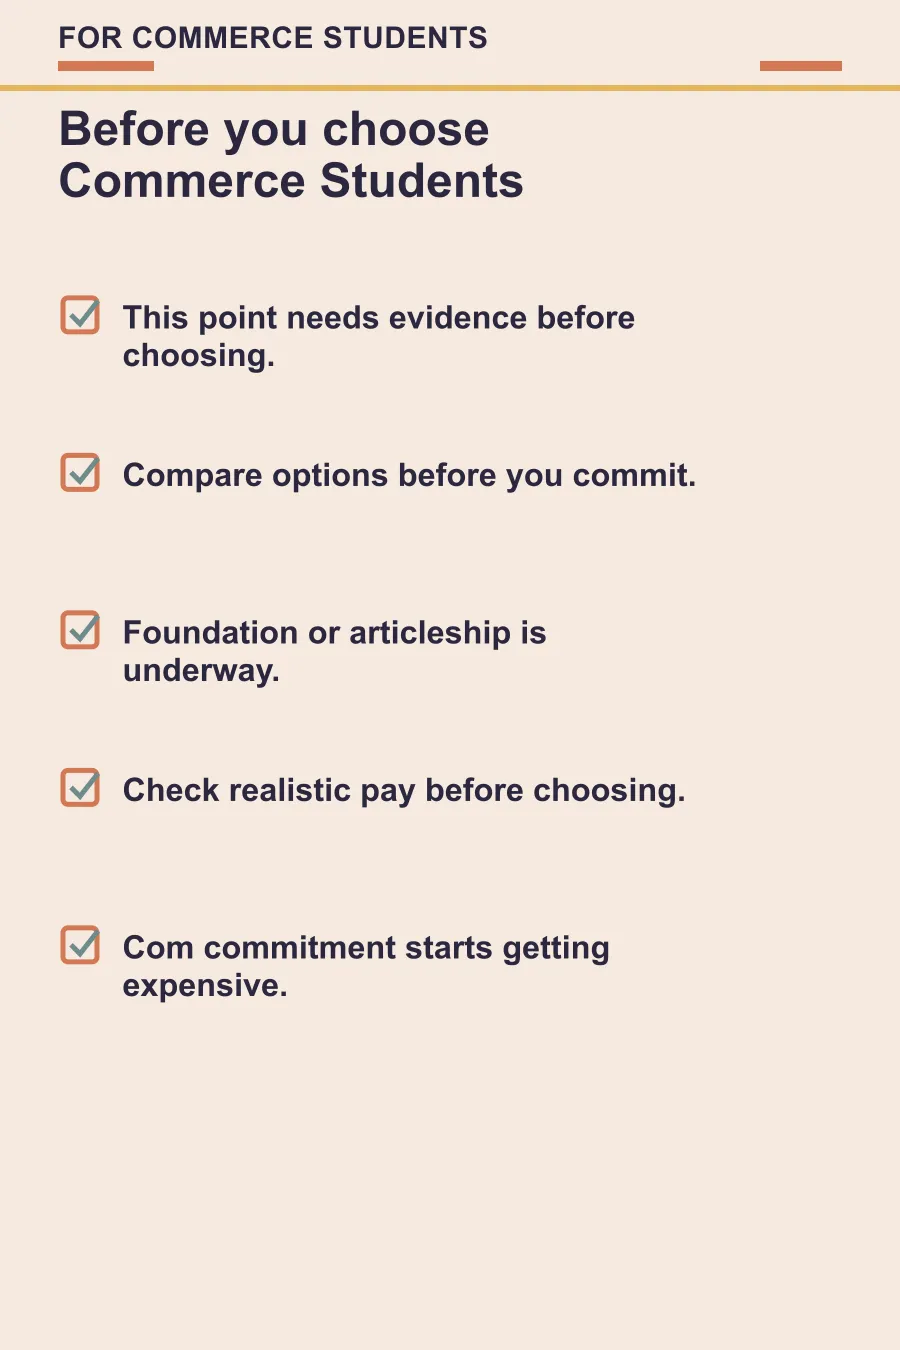 FOR COMMERCE STUDENTS
Before you choose
Commerce Students
This point needs evidence before
choosing.
Compare options before you commit.
Foundation or articleship is
underway.
Check realistic pay before choosing.
Com commitment starts getting
expensive.